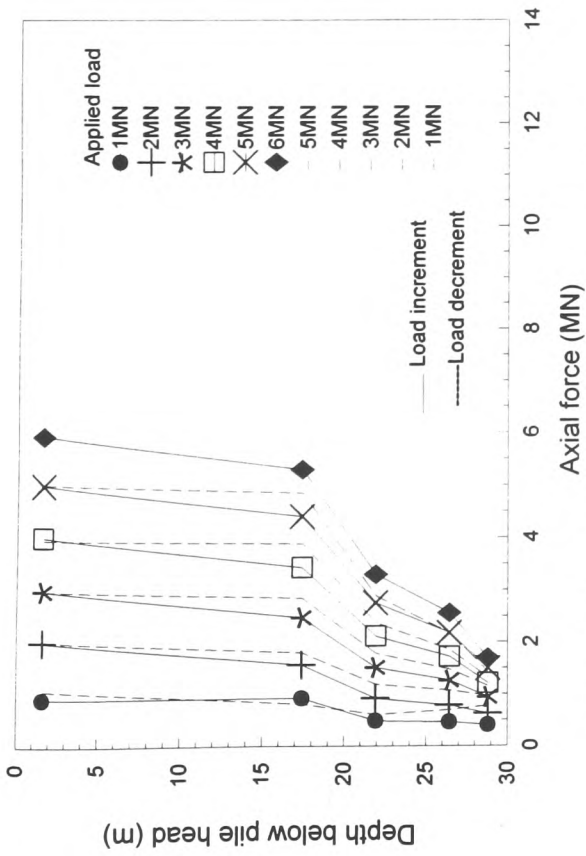 Applied load
1MN
2MN
3MN
4MN
5MN
6MN
5MN
4MN
3MN
2MN
1MN
Load increment
Load decrement
Depth below pile head (m)
0
5
10
15
20
25
30
0
2
4
6
8
10
12
14
Axial force (MN)